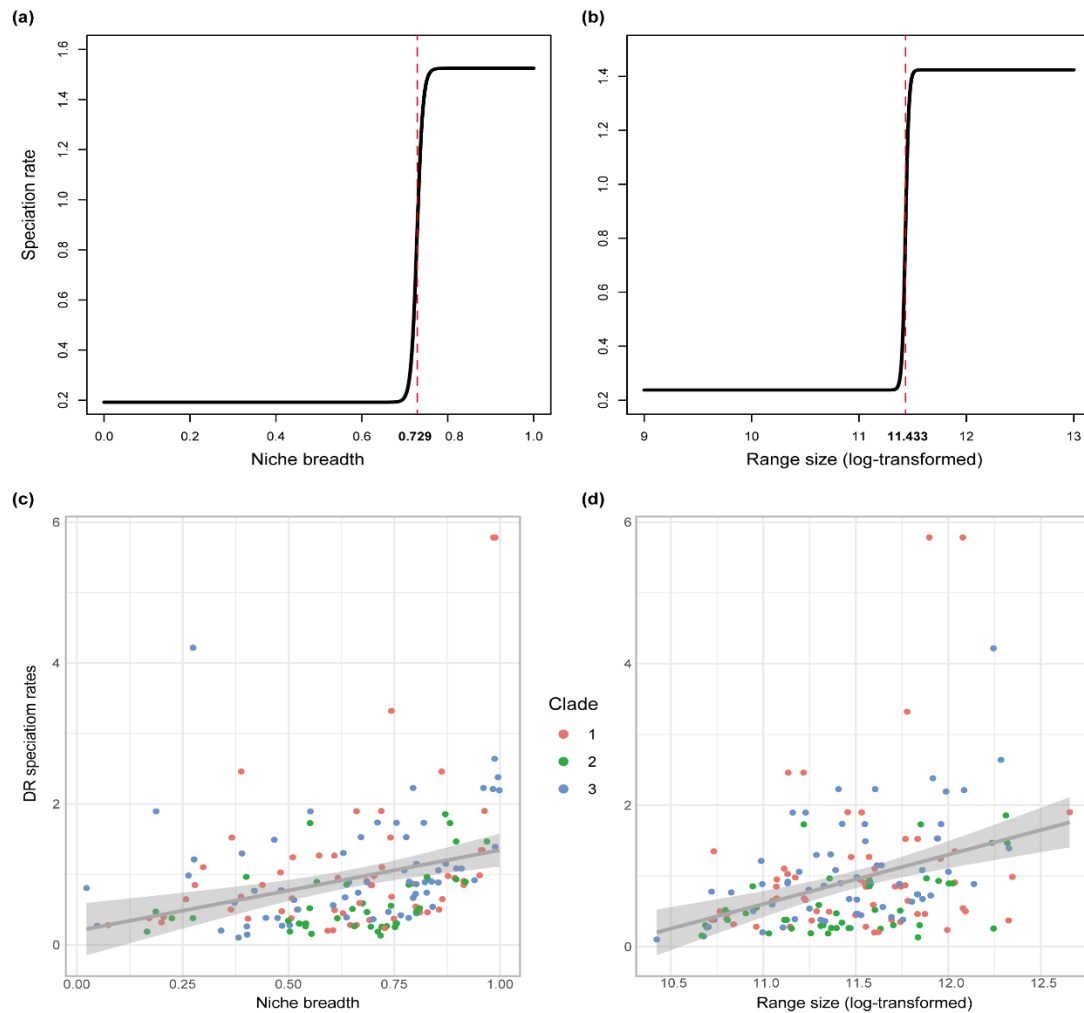 (a)
(b)
Speciation rate
0.2 0.4 0.6 0.8 1.0 1.2 1.4 1.6
0.0 0.2 0.4 0.6 0.729 0.8 1.0
Niche breadth
0.2 0.4 0.6 0.8 1.0 1.2 1.4
9 10 11 11.433 12 13
Range size (log-transformed)
(c)
(d)
DR speciatiom rates
6
4
2
0
0.00 0.25 0.50 0.75 1.00
Niche breadth
Clade
1
2
3
6
4
2
0
10.5 11.0 11.5 12.0 12.5
Range size (log-transformed)